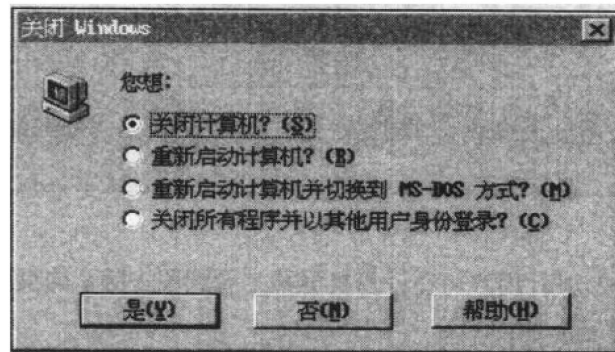 关闭 Windows
您想:
关闭计算机? (S)
重新启动计算机? (R)
重新启动计算机并切换到 MS-DOS 方式? (M)
关闭所有程序并以其他用户身份登录? (C)
是(Y)
否(N)
帮助(H)